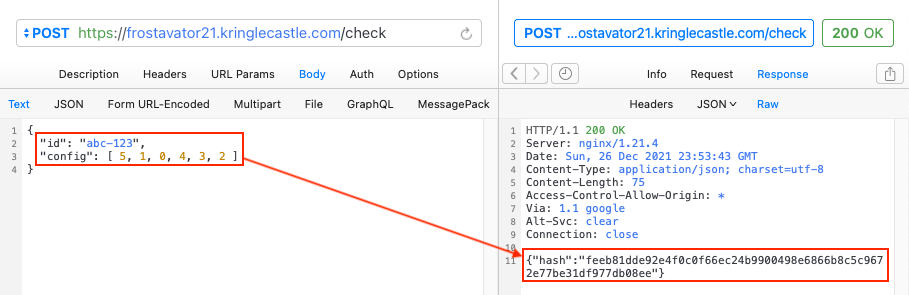 POST https://frostavator21.kringlecastle.com/check
Description Headers URL Params Body Auth Options
Text JSON Form URL-Encoded Multipart File GraphQL MessagePack
1 {
2 "id": "abc-123",
3 "config": [ 5, 1, 0, 4, 3, 2 ]
4 }
POST ...ostavator21.kringlecastle.com/check 200 OK
Info Request Response
Headers JSON Raw
1 HTTP/1.1 200 OK
2 Server: nginx/1.21.4
3 Date: Sun, 26 Dec 2021 23:53:43 GMT
4 Content-Type: application/json; charset=utf-8
5 Content-Length: 75
6 Access-Control-Allow-Origin: *
7 Via: 1.1 google
8 Alt-Svc: clear
9 Connection: close
10
11 {"hash":"feeb81dde92e4f0c0f66ec24b9900498e6866b8c5c967
2e77be31df977db08ee"}